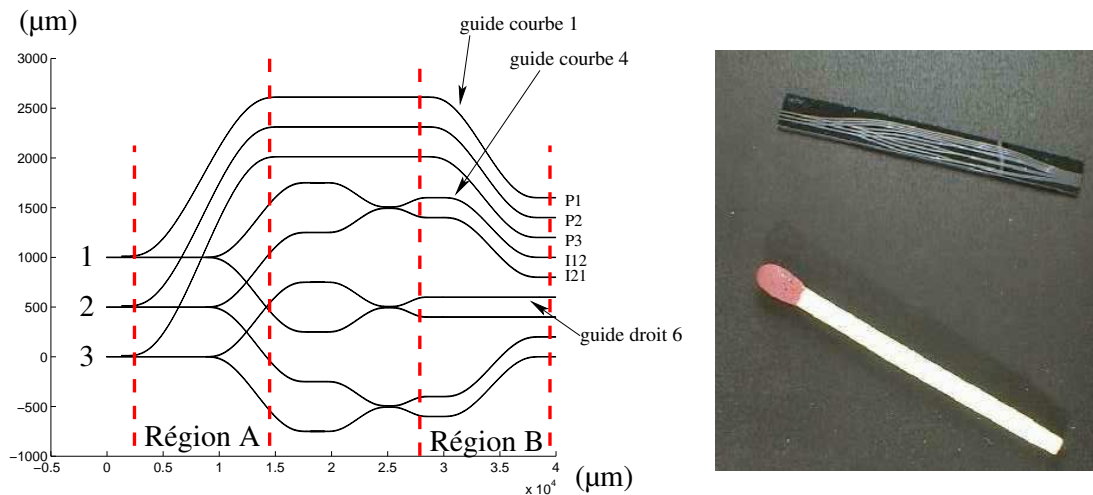 (μm)
guide courbe 1
guide courbe 4
3000
2500
2000
1500
1000
500
0
−500
−1000
1
2
3
P1
P2
P3
I12
I21
guide droit 6
Région A
Région B
−0.5
0
0.5
1
1.5
2
2.5
3
3.5
4
x 10⁴
(μm)